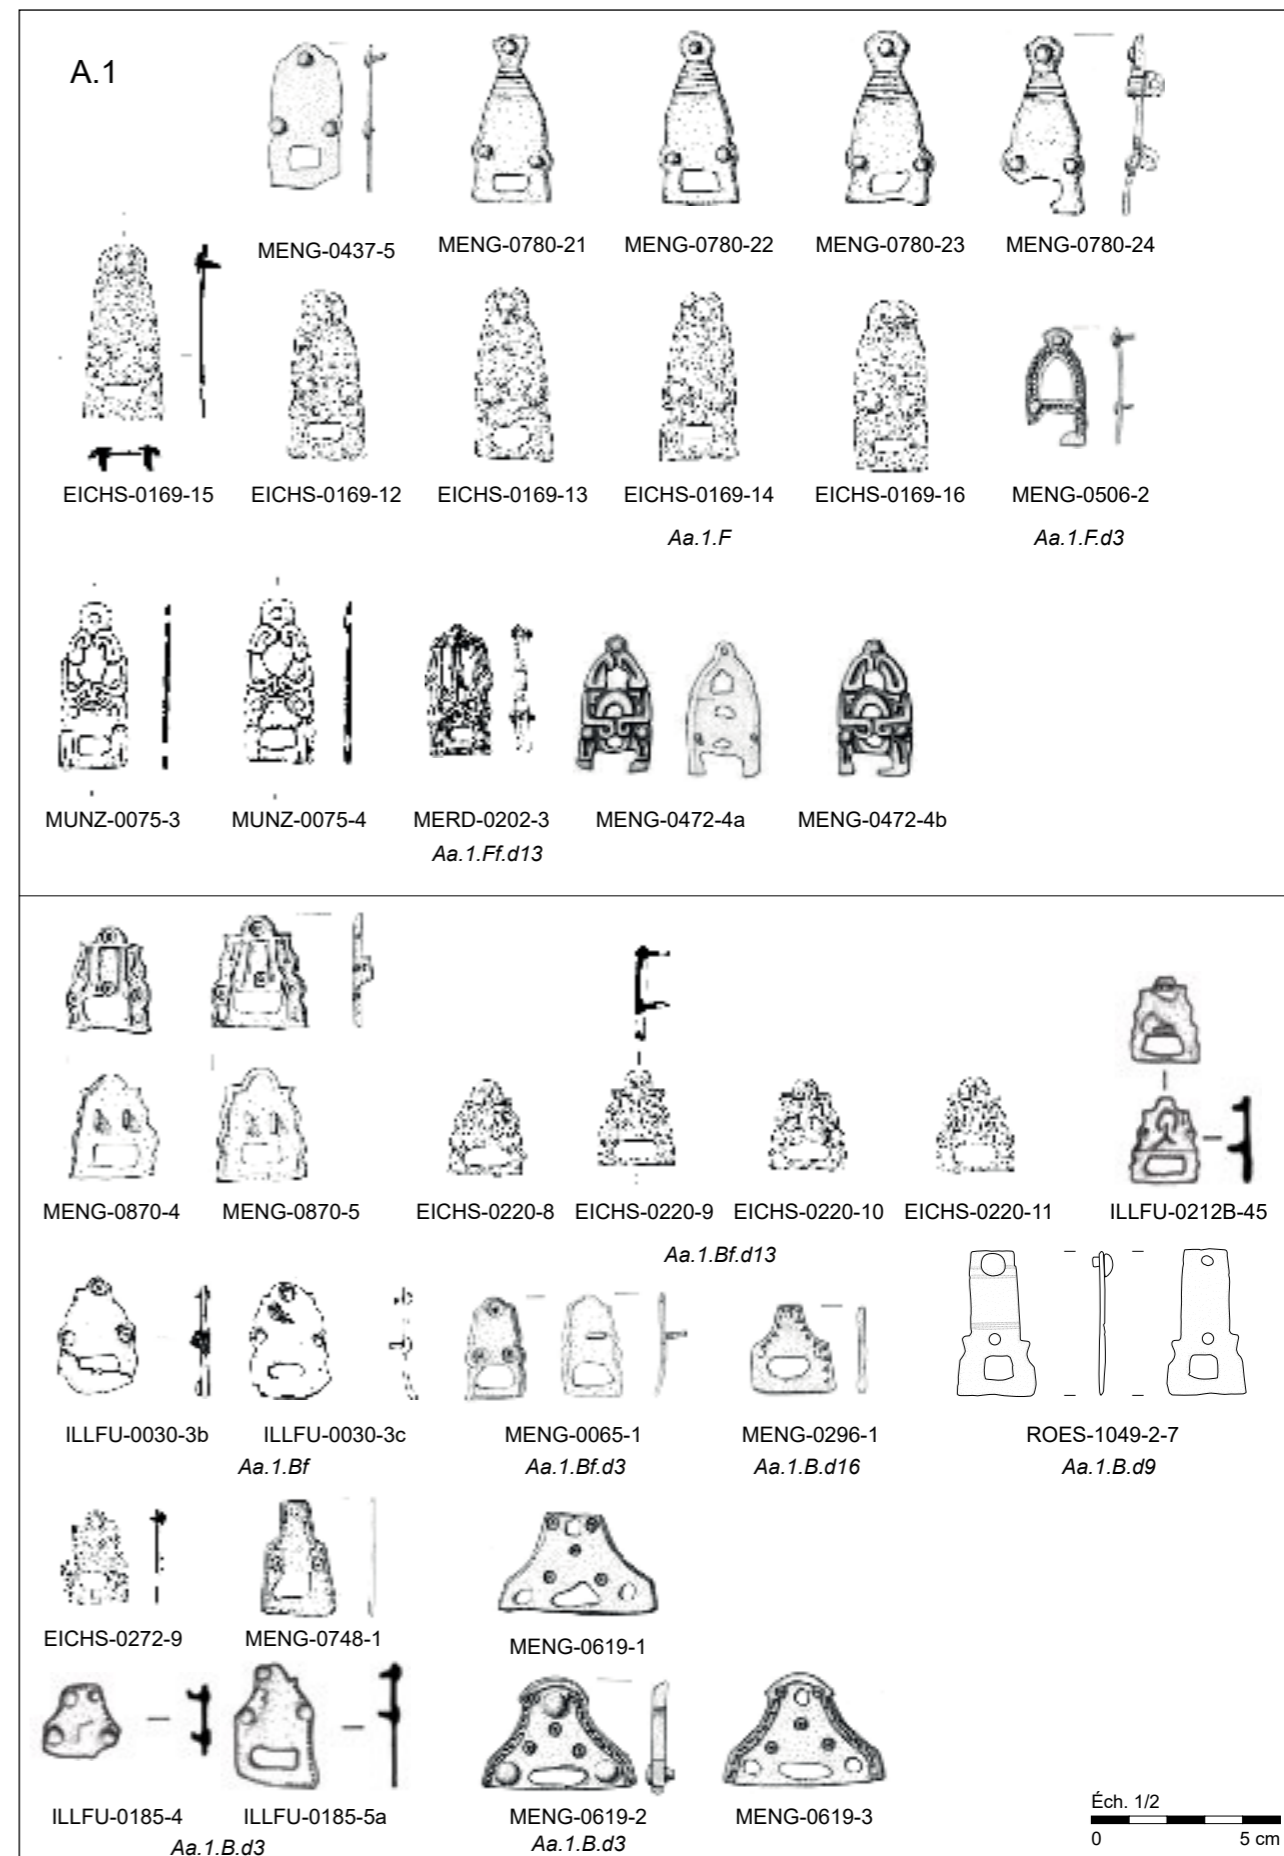 A.1
MENG-0437-5
MENG-0780-21
MENG-0780-22
MENG-0780-23
MENG-0780-24
EICHS-0169-15
EICHS-0169-12
EICHS-0169-13
EICHS-0169-14
EICHS-0169-16
MENG-0506-2
Aa.1.F
Aa.1.F.d3
MUNZ-0075-3
MUNZ-0075-4
MERD-0202-3
MENG-0472-4a
MENG-0472-4b
Aa.1.Ff.d13
MENG-0870-4
MENG-0870-5
EICHS-0220-8
EICHS-0220-9
EICHS-0220-10
EICHS-0220-11
ILLFU-0212B-45
Aa.1.Bf.d13
ILLFU-0030-3b
ILLFU-0030-3c
MENG-0065-1
MENG-0296-1
ROES-1049-2-7
Aa.1.Bf
Aa.1.Bf.d3
Aa.1.B.d16
Aa.1.B.d9
EICHS-0272-9
MENG-0748-1
MENG-0619-1
ILLFU-0185-4
ILLFU-0185-5a
MENG-0619-2
MENG-0619-3
Aa.1.B.d3
Aa.1.B.d3
Éch. 1/2
0 5 cm